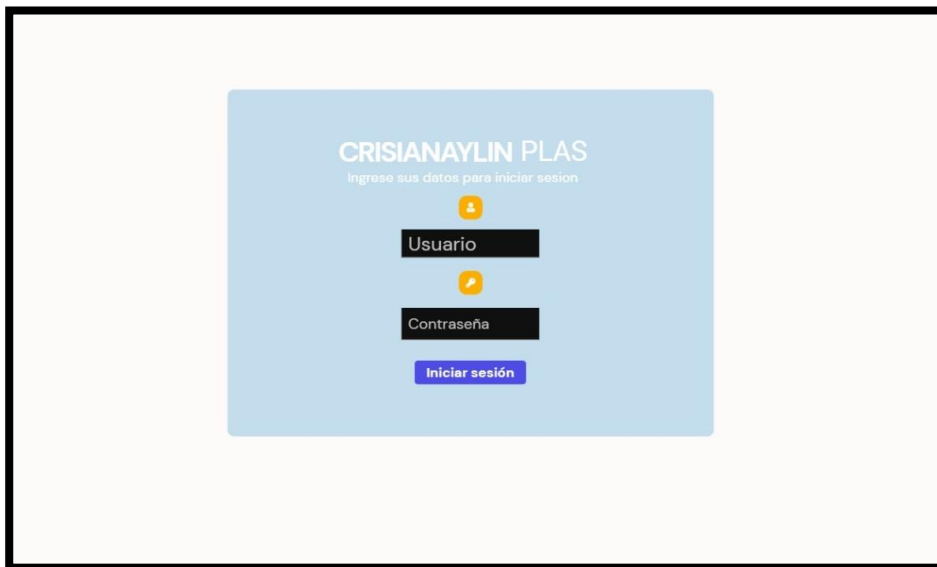 CRISIANAYLIN PLAS
Ingrese sus datos para iniciar sesion
Usuario
Contraseña
Iniciar sesión